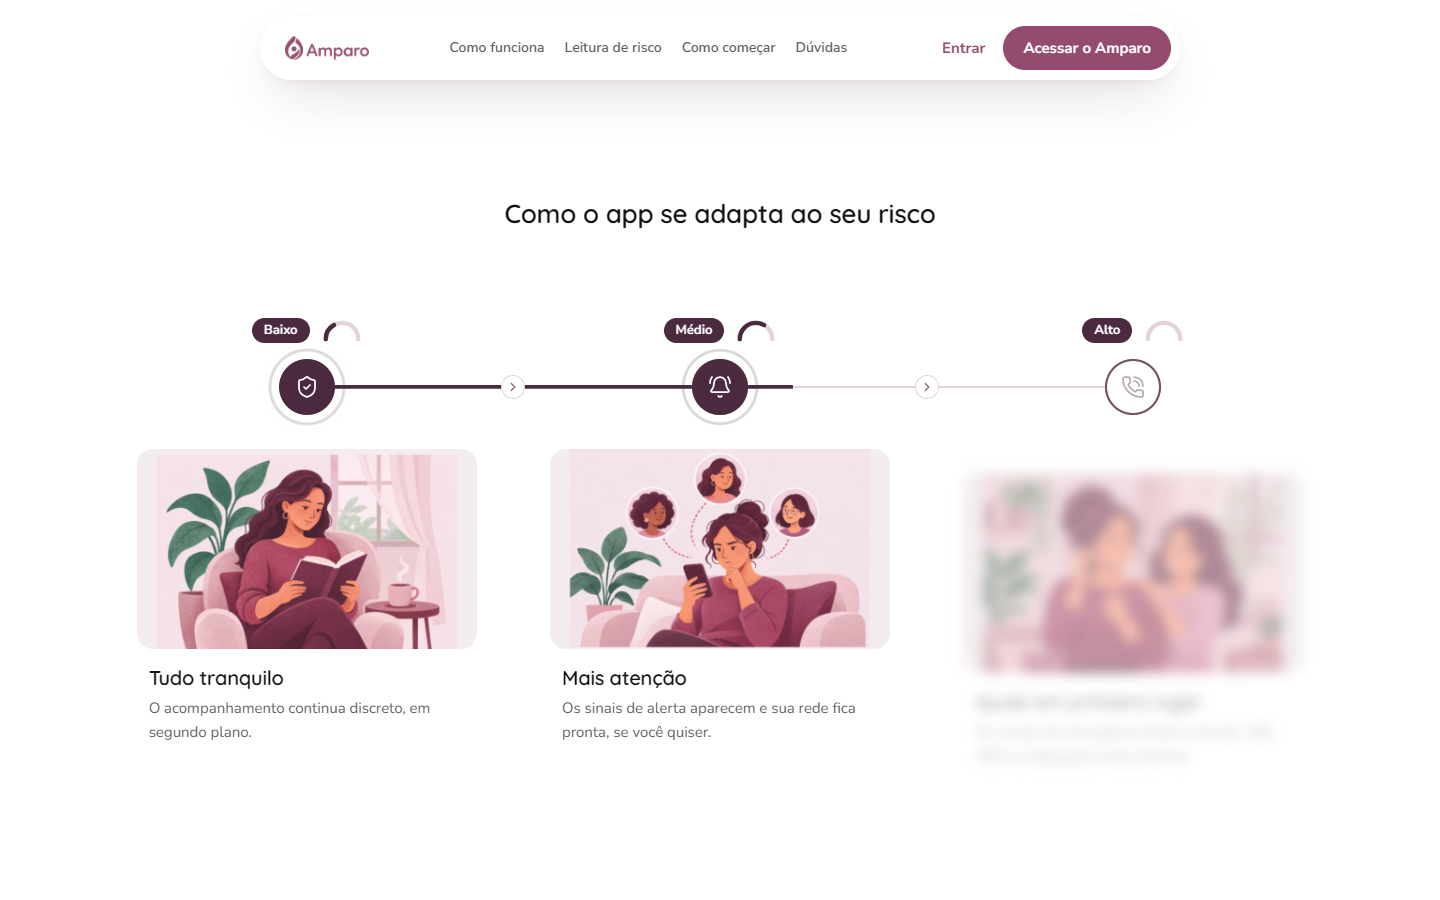 Amparo
Como funciona
Leitura de risco
Como começar
Dúvidas
Entrar
Acessar o Amparo
Como o app se adapta ao seu risco
Baixo
Médio
Alto
Tudo tranquilo
O acompanhamento continua discreto, em
segundo plano.
Mais atenção
Os sinais de alerta aparecem e sua rede fica
pronta, se você quiser.